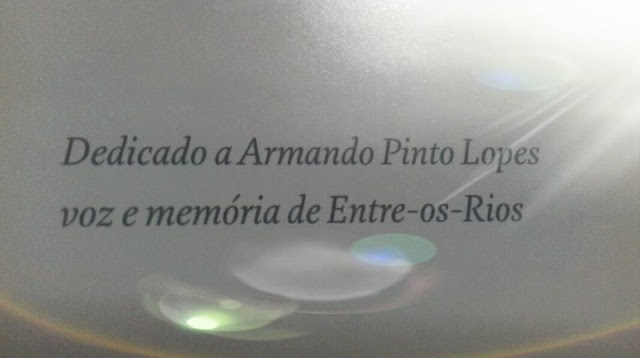 Dedicado a Armando Pinto Lopes
voz e memória de Entre-os-Rios